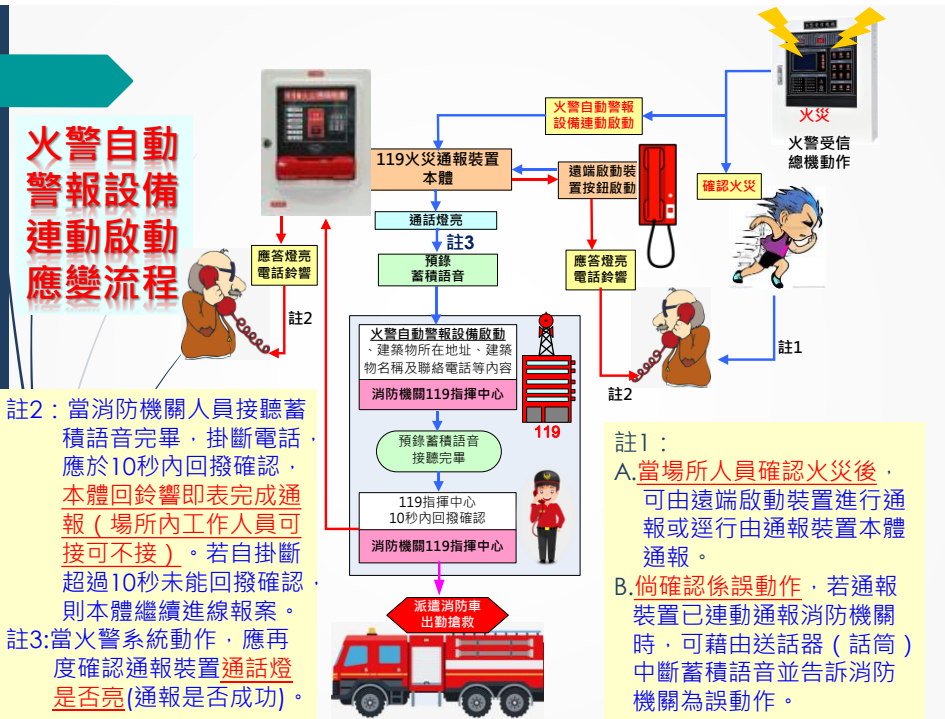 火警自動
警報設備
連動啟動
應變流程
火災
火警受信
總機動作
火警自動警報
設備連動啟動
119火災通報裝置
本體
遠端啟動裝
置按鈕啟動
確認火災
通話燈亮
註3
預錄
蓄積語音
應答燈亮
電話鈴響
註2
應答燈亮
電話鈴響
註2
註1
火警自動警報設備啟動
、建築物所在地址、建築
物名稱及聯絡電話等內容
消防機關119指揮中心
119
預錄蓄積語音
接聽完畢
119指揮中心
10秒內回撥確認
消防機關119指揮中心
派遣消防車
出勤搶救
註2：當消防機關人員接聽蓄
積語音完畢，掛斷電話，
應於10秒內回撥確認，
本體回鈴響即表完成通
報（場所內工作人員可
接可不接）。若自掛斷
超過10秒未能回撥確認，
則本體繼續進線報案。
註3:當火警系統動作，應再
度確認通報裝置通話燈
是否亮(通報是否成功)。
註1：
A.當場所人員確認火災後，
可由遠端啟動裝置進行通
報或逕行由通報裝置本體
通報。
B.倘確認係誤動作，若通報
裝置已連動通報消防機關
時，可藉由送話器（話筒）
中斷蓄積語音並告訴消防
機關為誤動作。